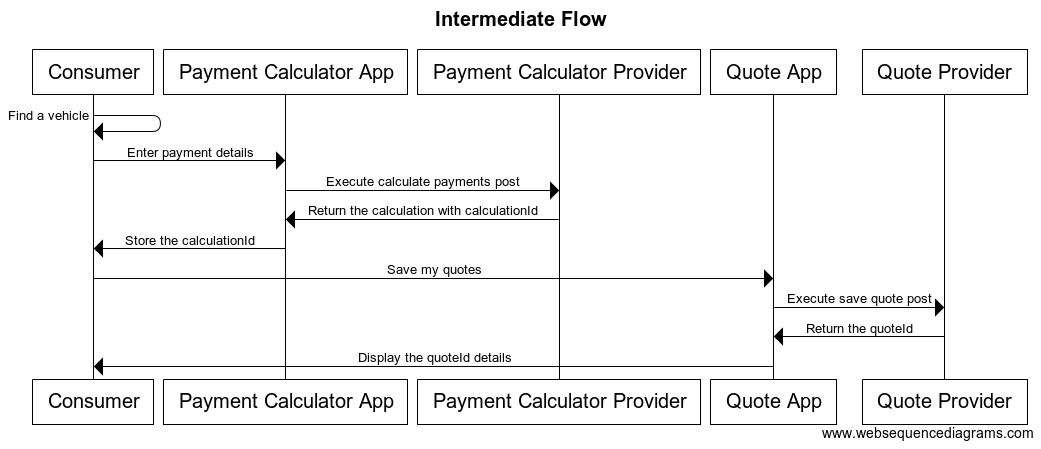 Intermediate Flow
Consumer
Payment Calculator App
Payment Calculator Provider
Quote App
Quote Provider
Find a vehicle
Enter payment details
Execute calculate payments post
Return the calculation with calculationId
Store the calculationId
Save my quotes
Execute save quote post
Return the quoteId
Display the quoteId details
Consumer
Payment Calculator App
Payment Calculator Provider
Quote App
Quote Provider
www.websequencediagrams.com